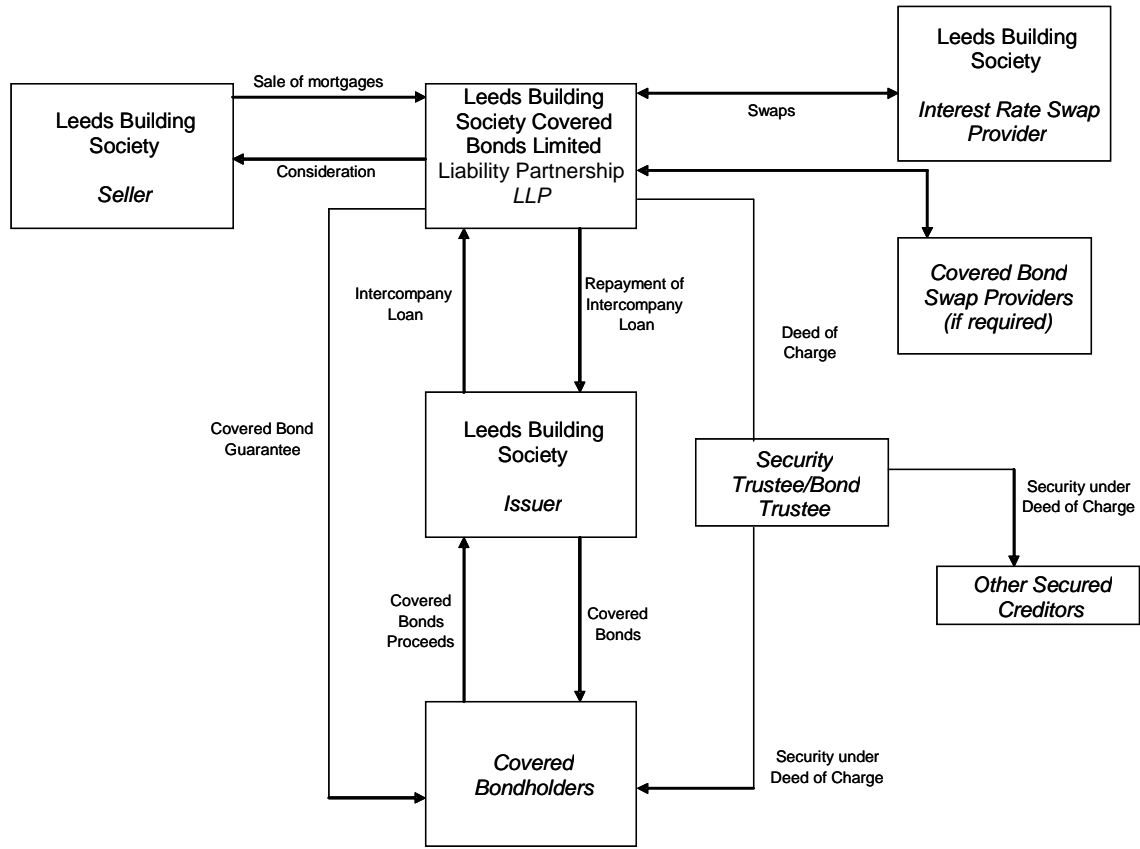 Leeds Building
Society
Seller
Sale of mortgages
Consideration
Leeds Building
Society Covered
Bonds Limited
Liability Partnership
LLP
Swaps
Leeds Building
Society
Interest Rate Swap
Provider
Covered Bond
Swap Providers
(if required)
Intercompany
Loan
Repayment of
Intercompany
Loan
Deed of
Charge
Covered Bond
Guarantee
Leeds Building
Society
Issuer
Security
Trustee/Bond
Trustee
Security under
Deed of Charge
Other Secured
Creditors
Covered
Bonds
Proceeds
Covered
Bonds
Covered
Bondholders
Security under
Deed of Charge